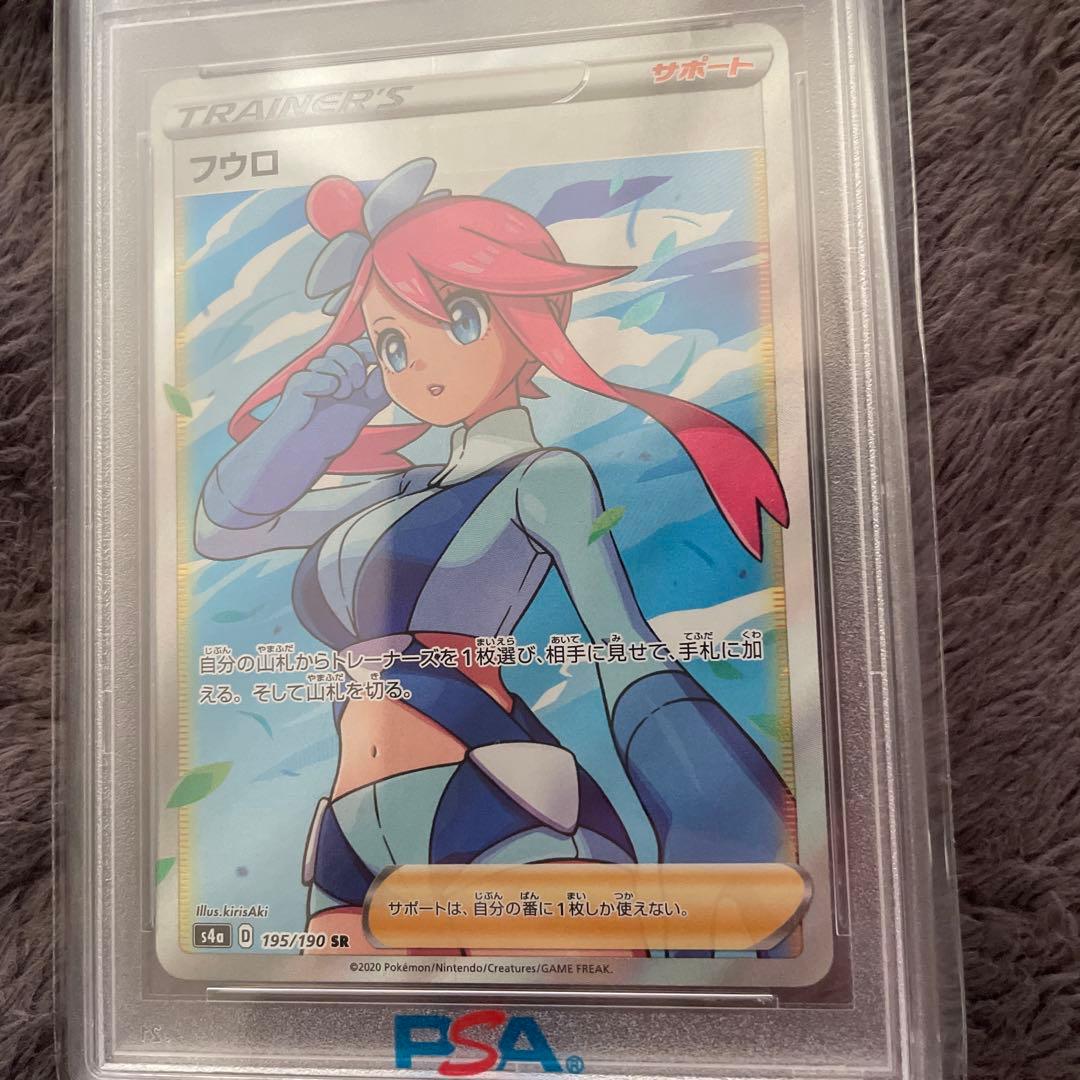 TRAINER'S
サポート
フウロ
自分の山札からトレーナーズを1枚選び、相手に見せて、手札に加
える。そして山札を切る。
サポートは、自分の番に1枚しか使えない。
Illus.kirisAki
s4a D 195/190 SR
©2020 Pokémon/Nintendo/Creatures/GAME FREAK.
PSA®